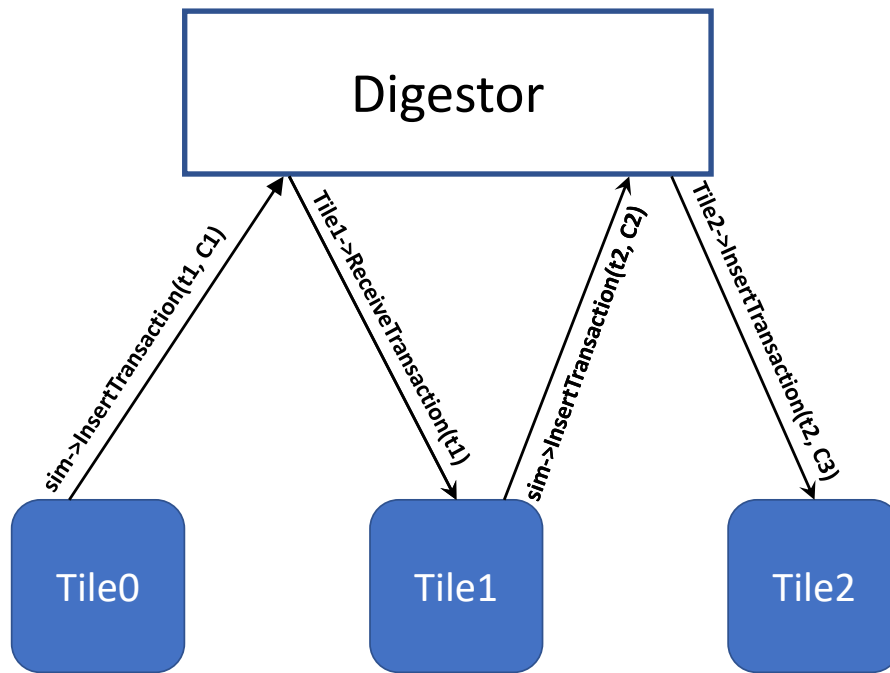 Digestor
sim->InsertTransaction(t1, C1)
Tile1->ReceiveTransaction(t1)
sim->InsertTransaction(t2, C2)
Tile2->InsertTransaction(t2, C3)
Tile0
Tile1
Tile2